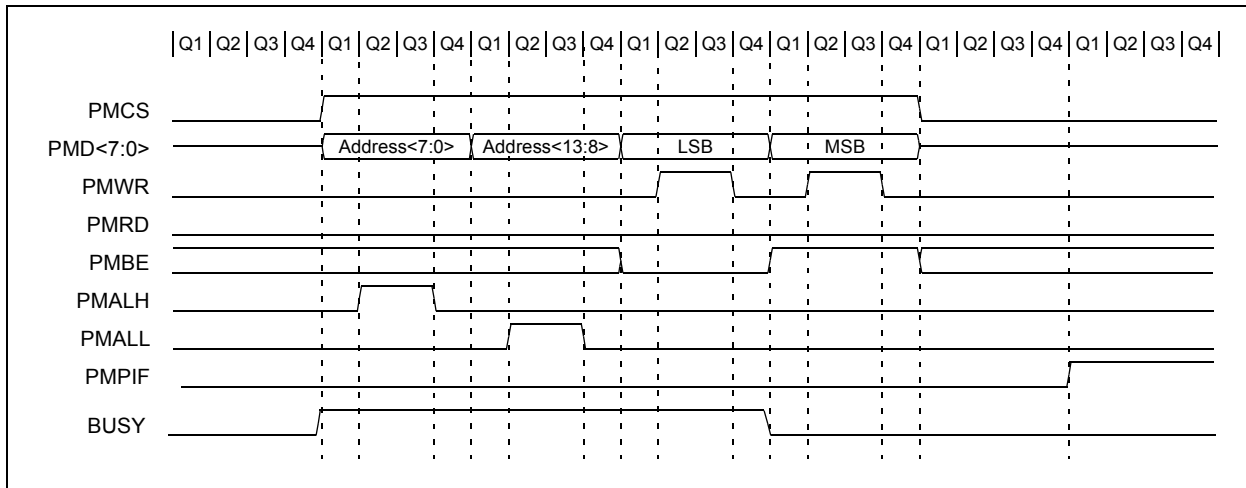 Q1 Q2 Q3 Q4 Q1 Q2 Q3 Q4 Q1 Q2 Q3 Q4 Q1 Q2 Q3 Q4 Q1 Q2 Q3 Q4 Q1 Q2 Q3 Q4 Q1 Q2 Q3 Q4
PMCS
PMD<7:0> Address<7:0> Address<13:8> LSB MSB
PMWR
PMRD
PMBE
PMALH
PMALL
PMPIF
BUSY